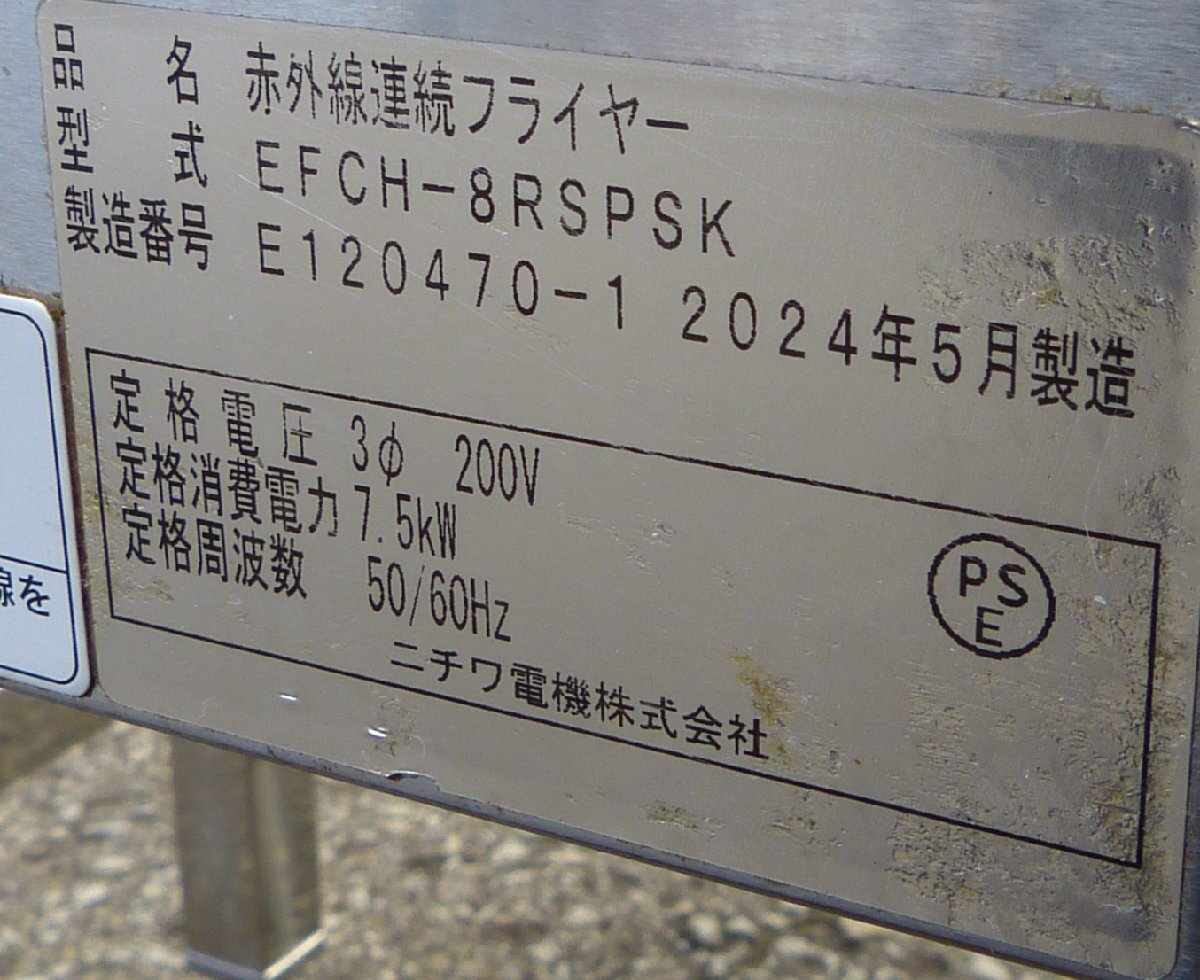 品名 赤外線連続フライヤー
型式 EFCH-8RSPSK
製造番号 E120470-1 2024年5月製造
定格電圧 3φ 200V
定格消費電力 7.5kW
定格周波数 50/60Hz
PSE
ニチワ電機株式会社
線を